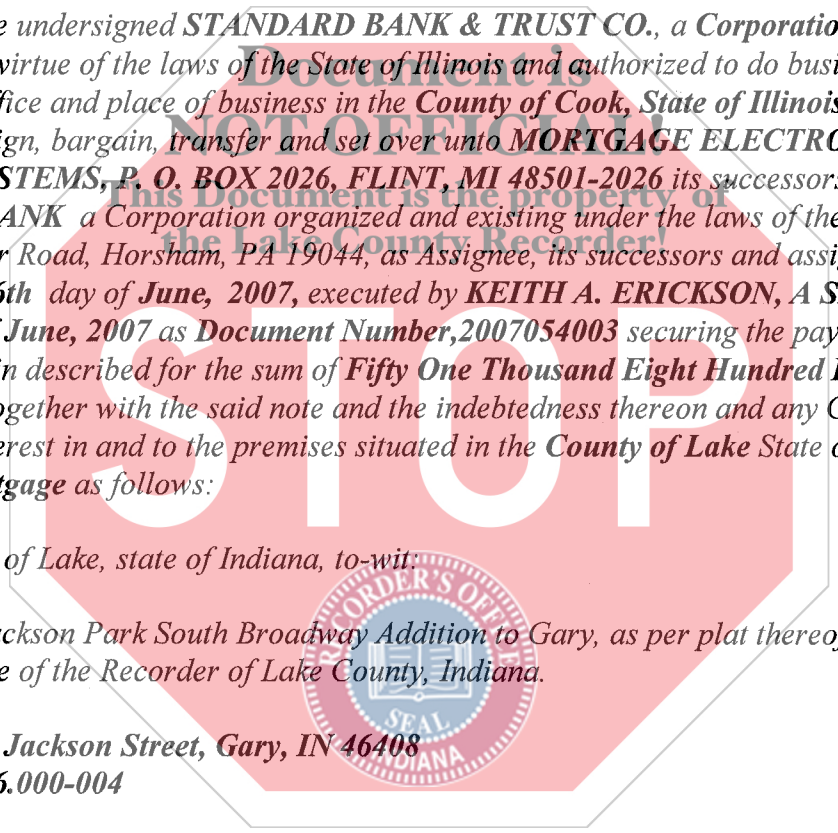 e undersigned STANDARD BANK & TRUST CO., a Corporatio
virtue of the laws of the State of Illinois and authorized to do busi
fice and place of business in the County of Cook, State of Illinois
ign, bargain, transfer and set over unto MORTGAGE ELECTRO
STEMS, P. O. BOX 2026, FLINT, MI 48501-2026 its successor
ANK a Corporation organized and existing under the laws of the
r Road, Horsham, PA 19044, as Assignee, its successors and assi
6th day of June, 2007, executed by KEITH A. ERICKSON, A S
June, 2007 as Document Number,2007054003 securing the pay
in described for the sum of Fifty One Thousand Eight Hundred
ogether with the said note and the indebtedness thereon and any C
erest in and to the premises situated in the County of Lake State o
tgage as follows:
of Lake, state of Indiana, to-wit:
ckson Park South Broadway Addition to Gary, as per plat thereo
e of the Recorder of Lake County, Indiana.
Jackson Street, Gary, IN 46408
6.000-004
Document is
NOT OFFICIAL!
This Document is the property of
the Lake County Recorder!
STOP
RECORDER'S OFFICE
SEAL
INDIANA